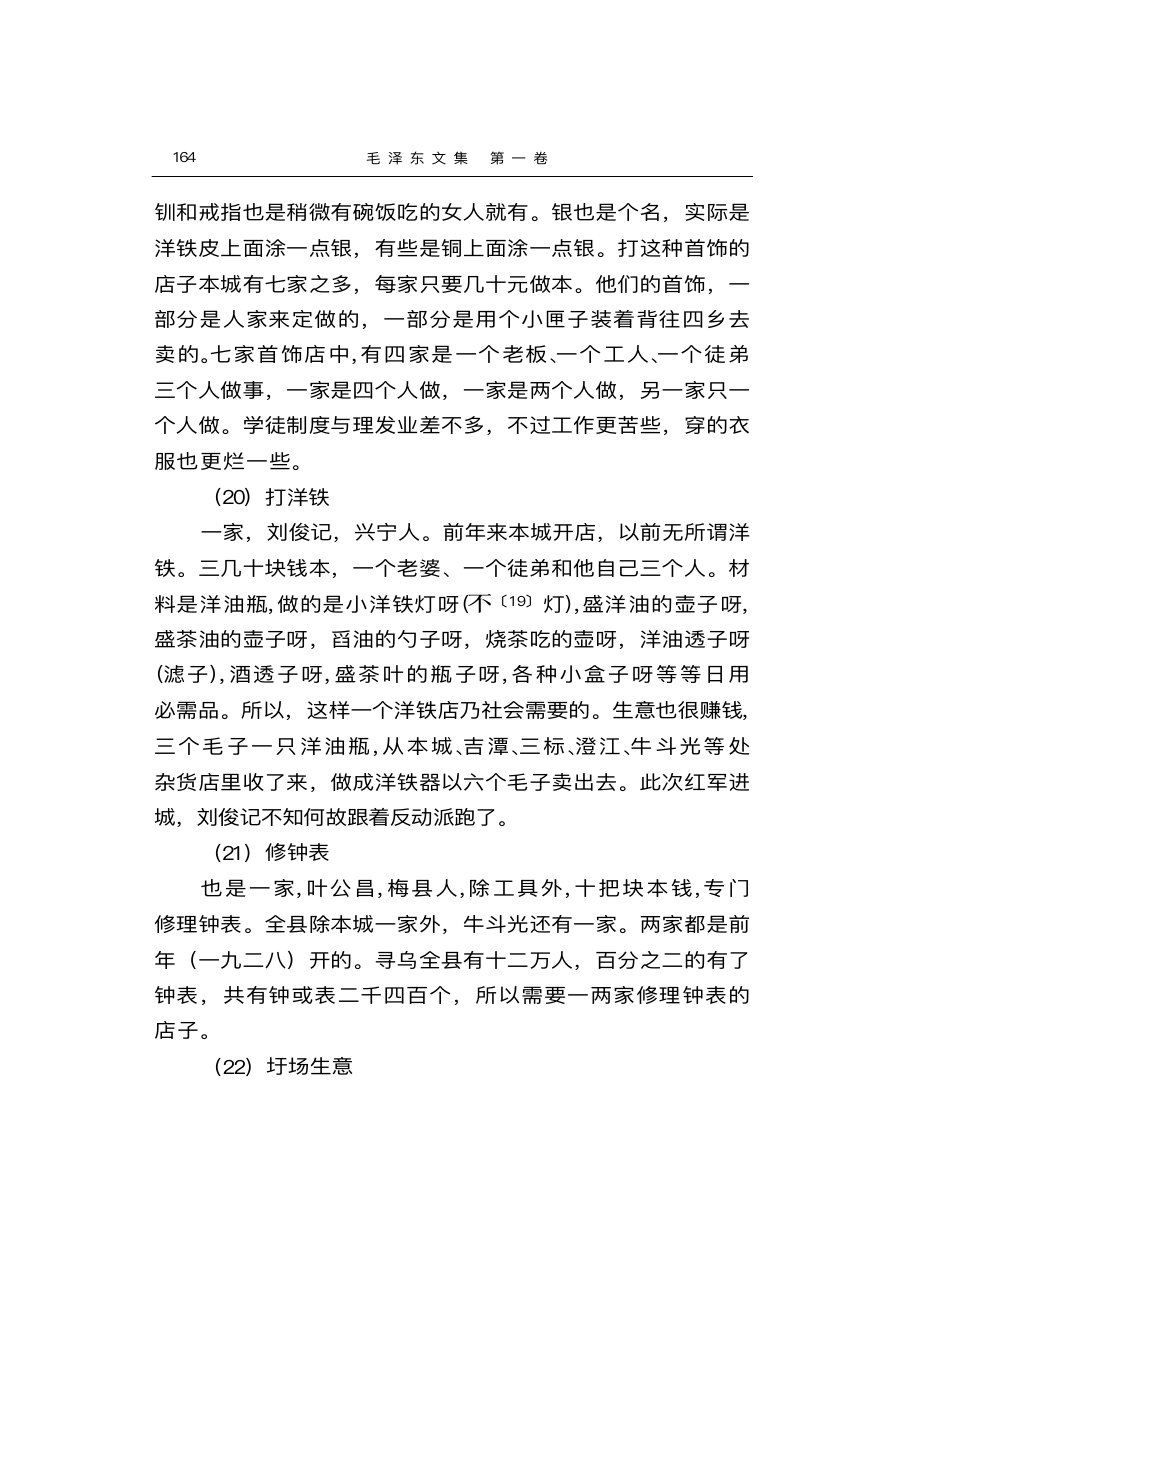 164 毛泽东文集 第一卷
钏和戒指也是稍微有碗饭吃的女人就有。银也是个名，实际是
洋铁皮上面涂一点银，有些是铜上面涂一点银。打这种首饰的
店子本城有七家之多，每家只要几十元做本。他们的首饰，一
部分是人家来定做的，一部分是用个小匣子装着背往四乡去
卖的。七家首饰店中，有四家是一个老板、一个工人、一个徒弟
三个人做事，一家是四个人做，一家是两个人做，另一家只一
个人做。学徒制度与理发业差不多，不过工作更苦些，穿的衣
服也更烂一些。
（20）打洋铁
一家，刘俊记，兴宁人。前年来本城开店，以前无所谓洋
铁。三几十块钱本，一个老婆、一个徒弟和他自己三个人。材
料是洋油瓶，做的是小洋铁灯呀（不〔19〕灯），盛洋油的壶子呀，
盛茶油的壶子呀，舀油的勺子呀，烧茶吃的壶呀，洋油透子呀
（滤子），酒透子呀，盛茶叶的瓶子呀，各种小盒子呀等等日用
必需品。所以，这样一个洋铁店乃社会需要的。生意也很赚钱，
三个毛子一只洋油瓶，从本城、吉潭、三标、澄江、牛斗光等处
杂货店里收了来，做成洋铁器以六个毛子卖出去。此次红军进
城，刘俊记不知何故跟着反动派跑了。
（21）修钟表
也是一家，叶公昌，梅县人，除工具外，十把块本钱，专门
修理钟表。全县除本城一家外，牛斗光还有一家。两家都是前
年（一九二八）开的。寻乌全县有十二万人，百分之二的有了
钟表，共有钟或表二千四百个，所以需要一两家修理钟表的
店子。
（22）圩场生意